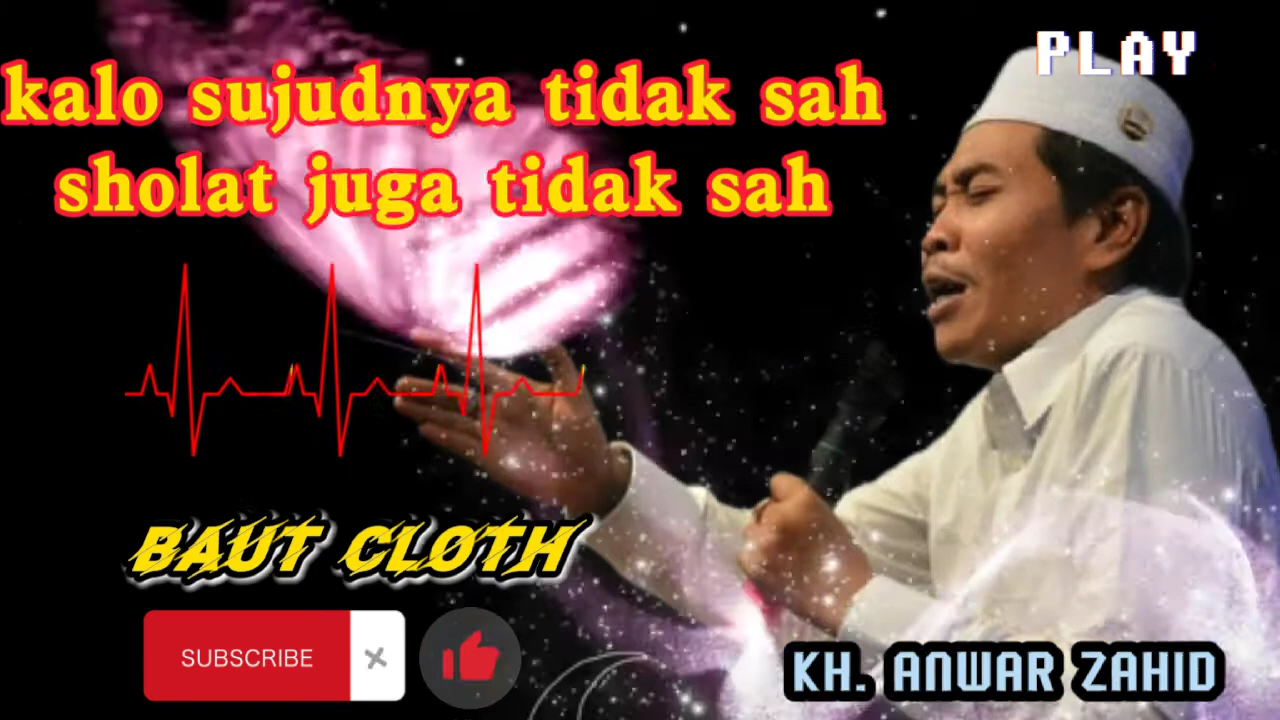 PLAY
kalo sujudnya tidak sah
sholat juga tidak sah
BAUT CLOTH
SUBSCRIBE
KH. ANWAR ZAHID